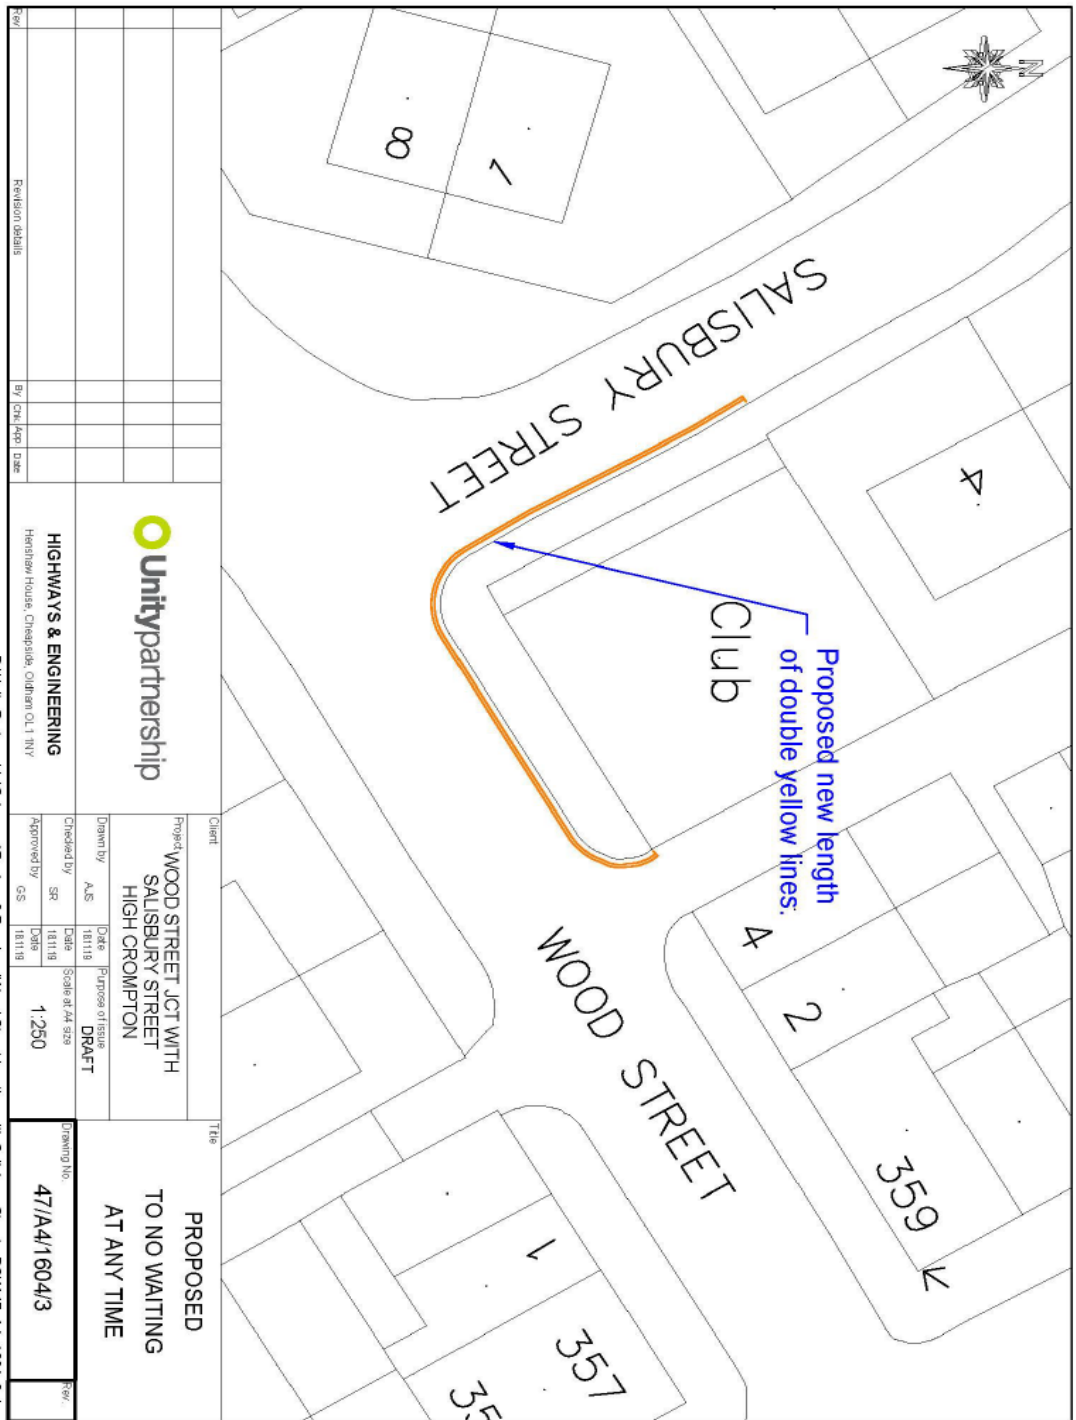 N
8
1
SALISBURY STREET
4
Club
Proposed new length
of double yellow lines.
WOOD STREET
4
2
359
1
357
Rev
Revision details
By
Chk
App
Date
Unitypartnership
HIGHWAYS & ENGINEERING
Henshaw House, Cheapside, Oldham OL1 1NY
Client
Project
WOOD STREET JCT WITH
SALISBURY STREET
HIGH CROMPTON
Drawn by
AJS
Date
18.11.19
Purpose of issue
DRAFT
Checked by
SR
Date
18.11.19
Scale at A4 size
1:250
Approved by
GS
Date
18.11.19
Title
PROPOSED
TO NO WAITING
AT ANY TIME
Drawing No.
47/A4/1604/3
Rev.